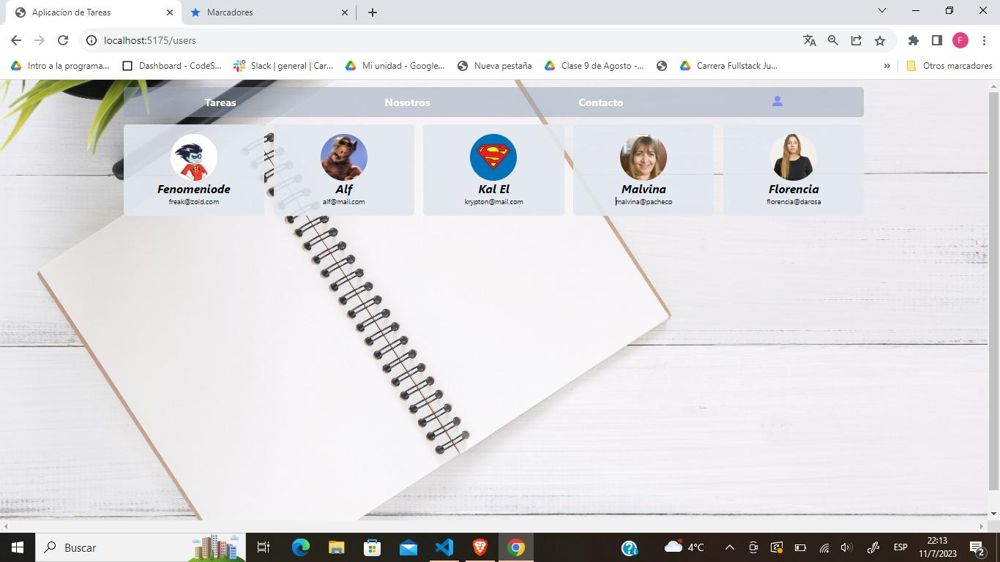 Aplicacíon de Tareas
Marcadores
localhost:5175/users
F
Intro a la programa...
Dashboard - CodeS...
Slack | general | Car...
Mi unidad - Google...
Nueva pestaña
Clase 9 de Agosto -...
Carrera Fullstack Ju...
»
Otros marcadores
Tareas
Nosotros
Contacto
Fenomeniode
freak@zoid.com
Alf
alf@mail.com
Kal El
krypton@mail.com
Malvina
malvina@pacheco
Florencia
florencia@darosa
Buscar
4°C
ESP
22:13
11/7/2023
2